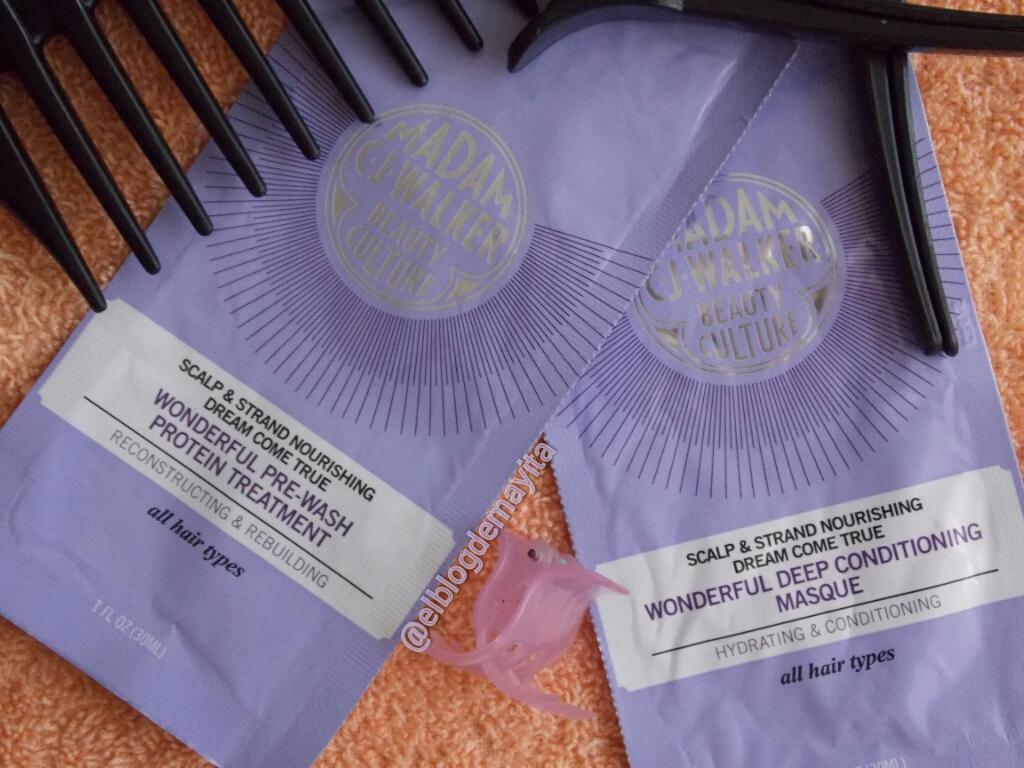 MADAM
CJ WALKER
BEAUTY
CULTURE
SCALP & STRAND NOURISHING
DREAM COME TRUE
WONDERFUL PRE-WASH
PROTEIN TREATMENT
RECONSTRUCTING & REBUILDING
all hair types
1 FL OZ (30ML)
MADAM
CJ WALKER
BEAUTY
CULTURE
SCALP & STRAND NOURISHING
DREAM COME TRUE
WONDERFUL DEEP CONDITIONING
MASQUE
HYDRATING & CONDITIONING
all hair types
@elblogdemayita